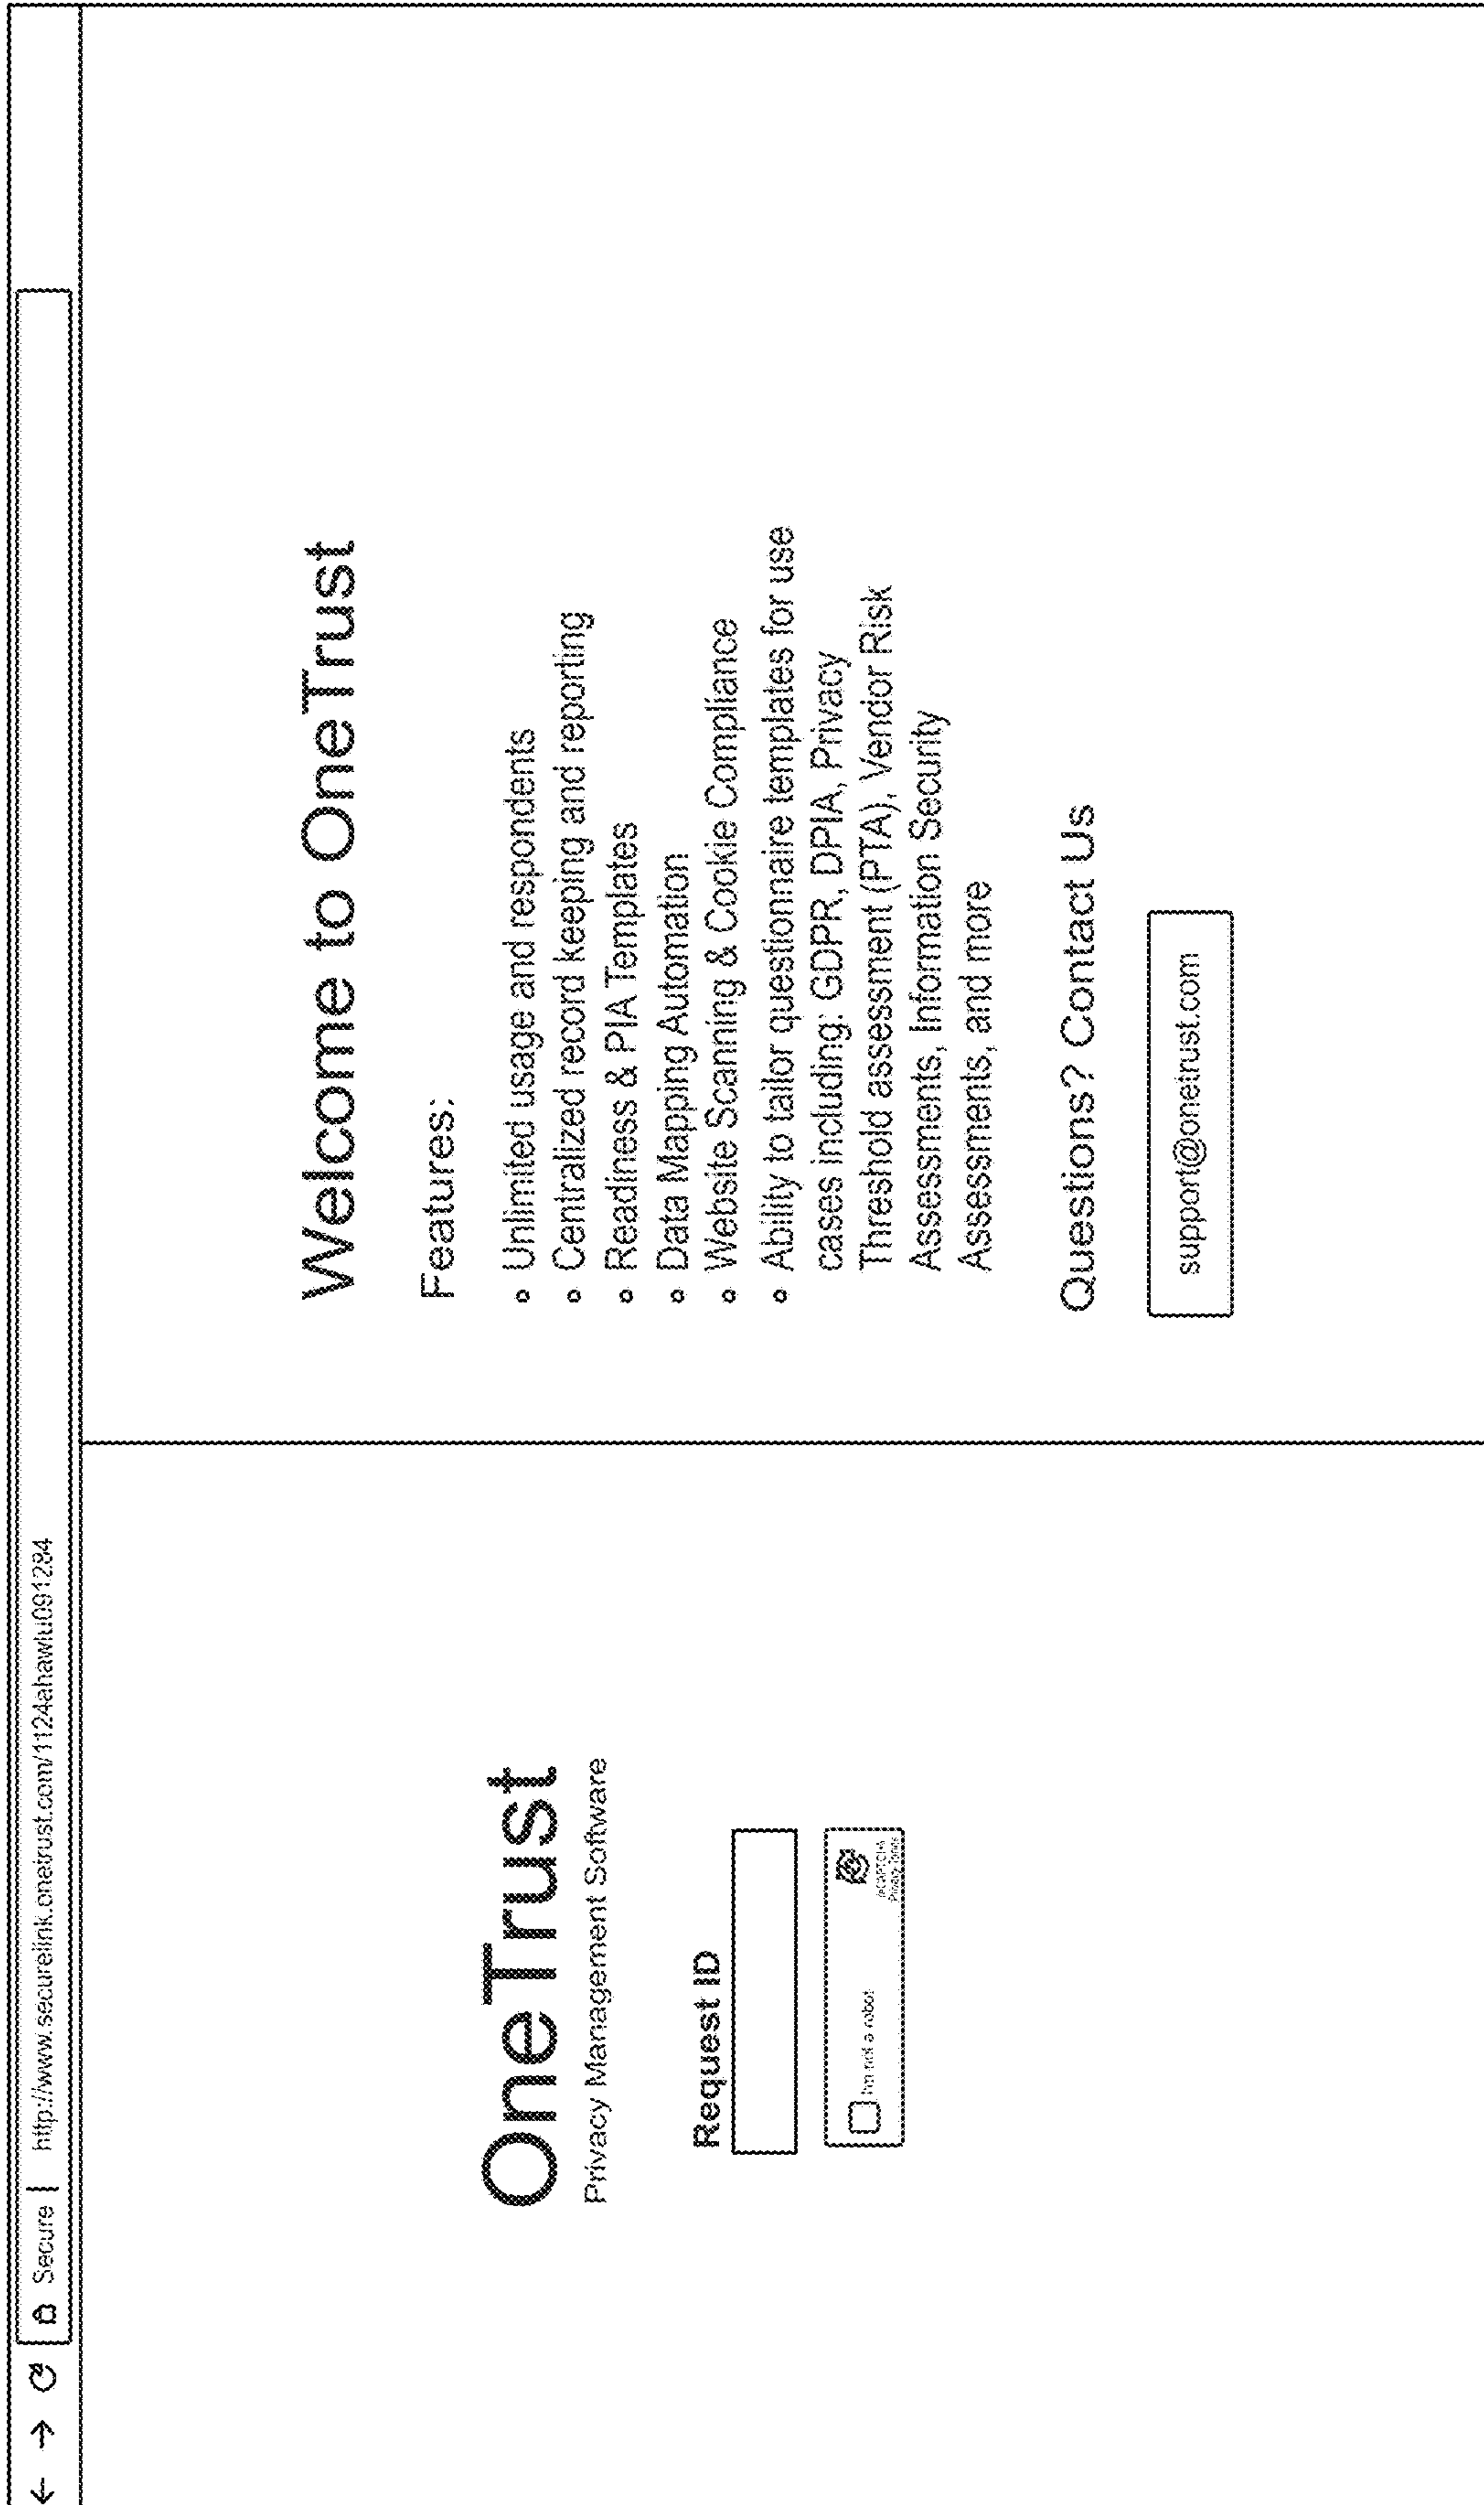 Secure | http://www.securelink.onetrust.com/1124ahawlu091284
OneTrust
Privacy Management Software
Request ID
I'm not a robot
reCAPTCHA
Welcome to OneTrust
Features:
Unlimited usage and respondents
Centralized record keeping and reporting
Readiness & PIA Templates
Data Mapping Automation
Website Scanning & Cookie Compliance
Ability to tailor questionnaire templates for use
cases including: GDPR, DPIA, Privacy
Threshold assessment (PTA), Vendor Risk
Assessments, Information Security
Assessments, and more
Questions? Contact Us
support@onetrust.com